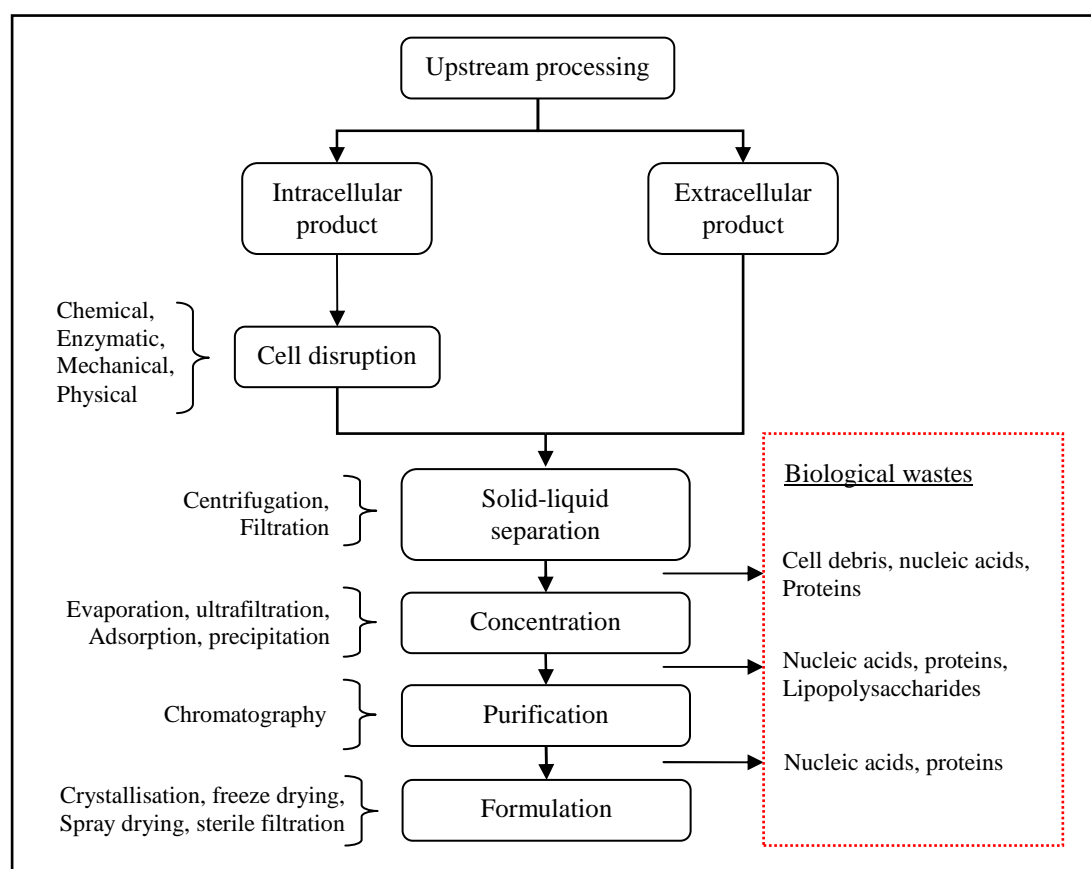 Upstream processing
Intracellular
product
Extracellular
product
Chemical,
Enzymatic,
Mechanical,
Physical
Cell disruption
Biological wastes
Centrifugation,
Filtration
Solid-liquid
separation
Cell debris, nucleic acids,
Proteins
Evaporation, ultrafiltration,
Adsorption, precipitation
Concentration
Nucleic acids, proteins,
Lipopolysaccharides
Chromatography
Purification
Nucleic acids, proteins
Crystallisation, freeze drying,
Spray drying, sterile filtration
Formulation